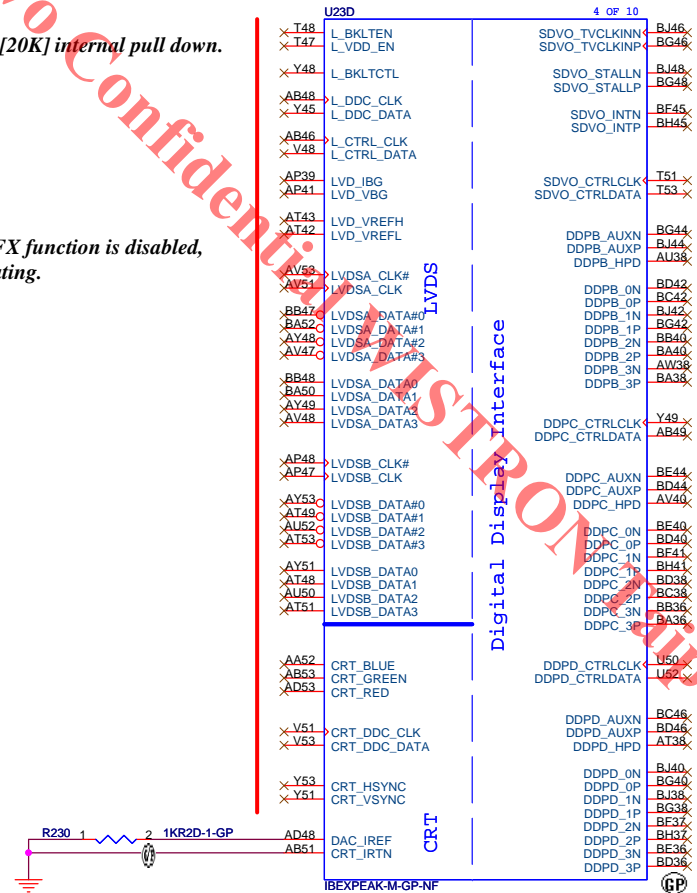 U23D
4 OF 10
[20K] internal pull down.
FX function is disabled,
ting.
T48 L_BKLTEN
T47 L_VDD_EN
Y48 L_BKLTCTL
AB48 L_DDC_CLK
Y45 L_DDC_DATA
AB46 L_CTRL_CLK
V48 L_CTRL_DATA
AP39 LVD_IBG
AP41 LVD_VBG
AT43 LVD_VREFH
AT42 LVD_VREFL
AV53 LVDSA_CLK#
AV51 LVDSA_CLK
BB47 LVDSA_DATA#0
BA52 LVDSA_DATA#1
AY48 LVDSA_DATA#2
AV47 LVDSA_DATA#3
BB48 LVDSA_DATA0
BA50 LVDSA_DATA1
AY49 LVDSA_DATA2
AV48 LVDSA_DATA3
AP48 LVDSB_CLK#
AP47 LVDSB_CLK
AY53 LVDSB_DATA#0
AT49 LVDSB_DATA#1
AU52 LVDSB_DATA#2
AT53 LVDSB_DATA#3
AY51 LVDSB_DATA0
AT48 LVDSB_DATA1
AU50 LVDSB_DATA2
AT51 LVDSB_DATA3
AA52 CRT_BLUE
AB53 CRT_GREEN
AD53 CRT_RED
V51 CRT_DDC_CLK
V53 CRT_DDC_DATA
Y53 CRT_HSYNC
Y51 CRT_VSYNC
R230 1 2 1KR2D-1-GP AD48 DAC_IREF
AB51 CRT_IRTN
LVDS
CRT
Digital Display Interface
SDVO_TVCLKINN BJ46
SDVO_TVCLKINP BG46
SDVO_STALLN BJ48
SDVO_STALLP BG48
SDVO_INTN BF45
SDVO_INTP BH45
SDVO_CTRLCLK T51
SDVO_CTRLDATA T53
DDPB_AUXN BG44
DDPB_AUXP BJ44
DDPB_HPD AU38
DDPB_0N BD42
DDPB_0P BC42
DDPB_1N BJ42
DDPB_1P BG42
DDPB_2N BB40
DDPB_2P BA40
DDPB_3N AW38
DDPB_3P BA38
DDPC_CTRLCLK Y49
DDPC_CTRLDATA AB49
DDPC_AUXN BE44
DDPC_AUXP BD44
DDPC_HPD AV40
DDPC_0N BE40
DDPC_0P BD40
DDPC_1N BF41
DDPC_1P BH41
DDPC_2N BD38
DDPC_2P BC38
DDPC_3N BB36
DDPC_3P BA36
DDPD_CTRLCLK U50
DDPD_CTRLDATA U52
DDPD_AUXN BC46
DDPD_AUXP BD46
DDPD_HPD AT38
DDPD_0N BJ40
DDPD_0P BG40
DDPD_1N BJ38
DDPD_1P BG38
DDPD_2N BF37
DDPD_2P BH37
DDPD_3N BE36
DDPD_3P BD36
IBEXPEAK-M-GP-NF
GP
vo Confidential WISTRON Taip